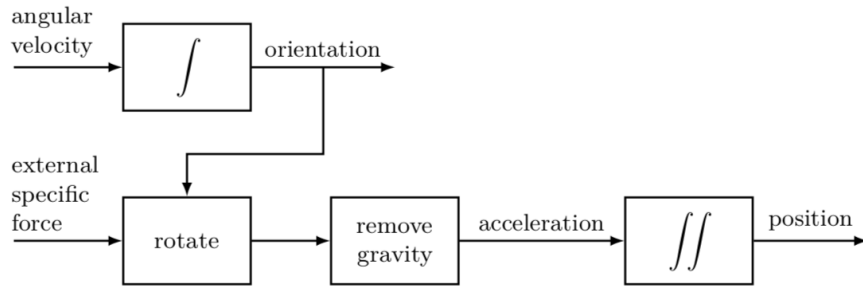 angular
velocity
∫
orientation
external
specific
force
rotate
remove
gravity
acceleration
∬
position